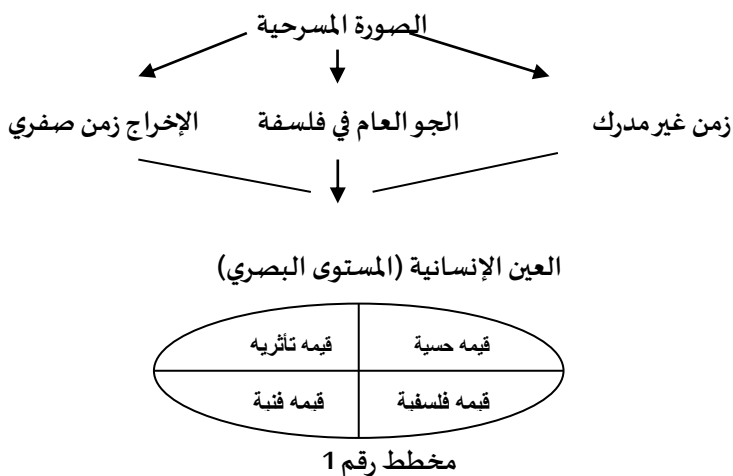 الصورة المسرحية
زمن غير مدرك
الجو العام في فلسفة
الإخراج زمن صفري
العين الإنسانية (المستوى البصري)
قيمه حسية
قيمه تأثريه
قيمه فلسفية
قيمه فنية
مخطط رقم 1